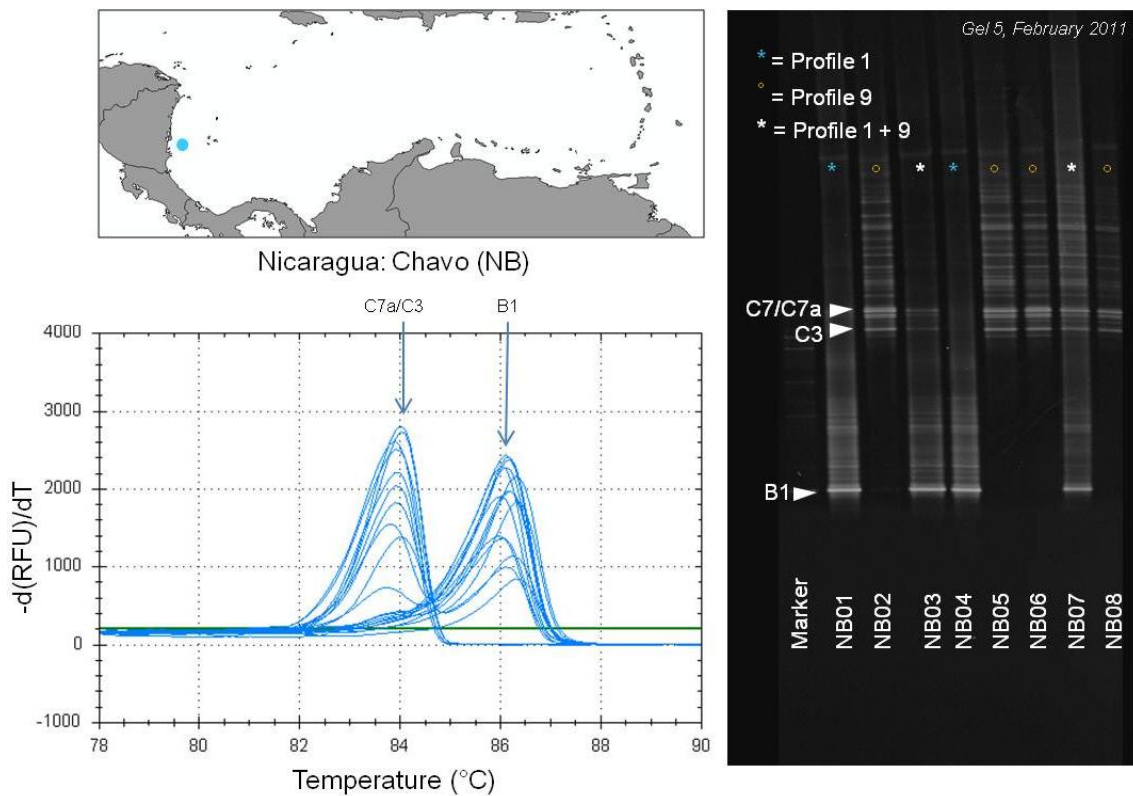 Nicaragua: Chavo (NB)
C7a/C3
B1
4000
3000
2000
1000
0
-1000
-d(RFU)/dT
78
80
82
84
86
88
90
Temperature (°C)
Gel 5, February 2011
* = Profile 1
° = Profile 9
* = Profile 1 + 9
C7/C7a
C3
B1
Marker
NB01
NB02
NB03
NB04
NB05
NB06
NB07
NB08